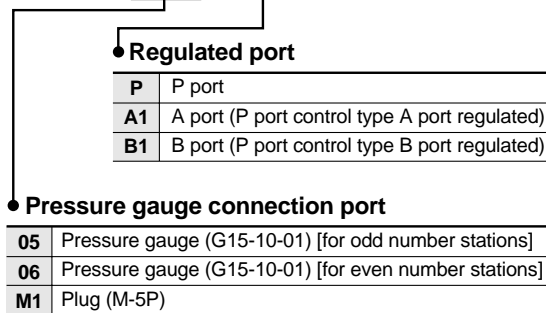 Regulated port
P P port
A1 A port (P port control type A port regulated)
B1 B port (P port control type B port regulated)
Pressure gauge connection port
05 Pressure gauge (G15-10-01) [for odd number stations]
06 Pressure gauge (G15-10-01) [for even number stations]
M1 Plug (M-5P)